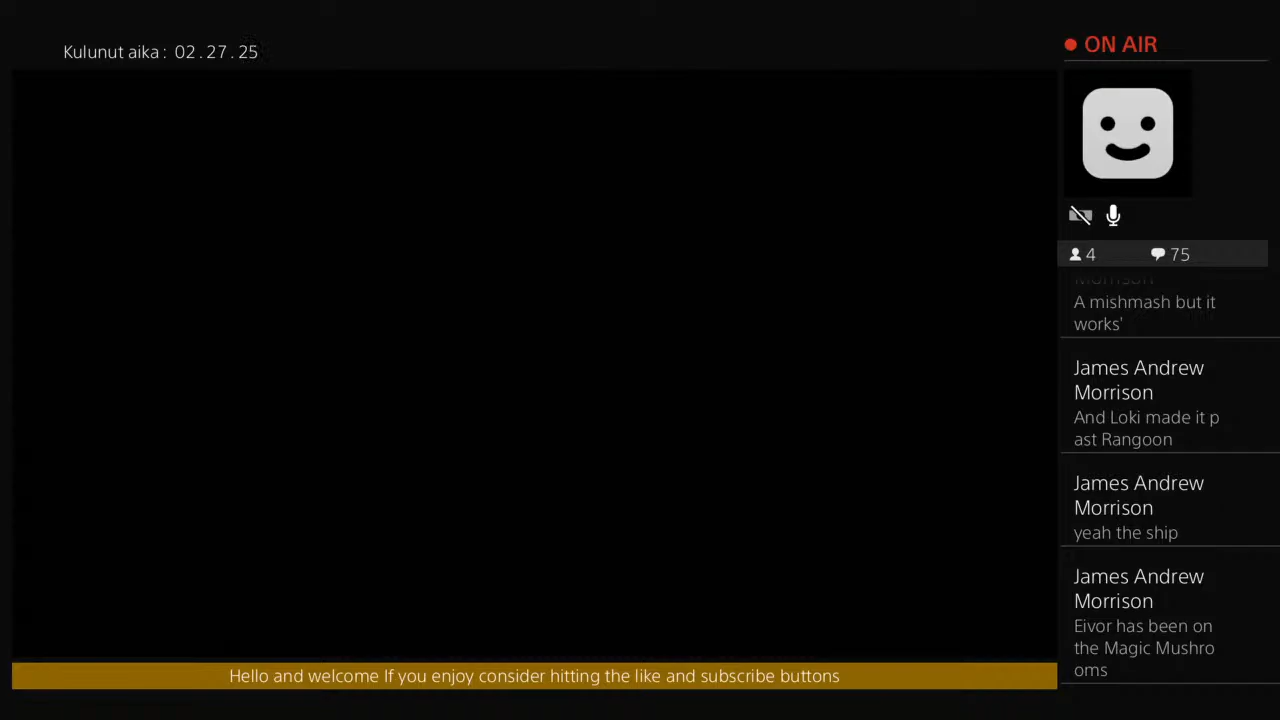 Kulunut aika : 02 . 27 . 25
ON AIR
4
75
Morrison
A mishmash but it
works'
James Andrew
Morrison
And Loki made it p
ast Rangoon
James Andrew
Morrison
yeah the ship
James Andrew
Morrison
Eivor has been on
the Magic Mushro
oms
Hello and welcome If you enjoy consider hitting the like and subscribe buttons